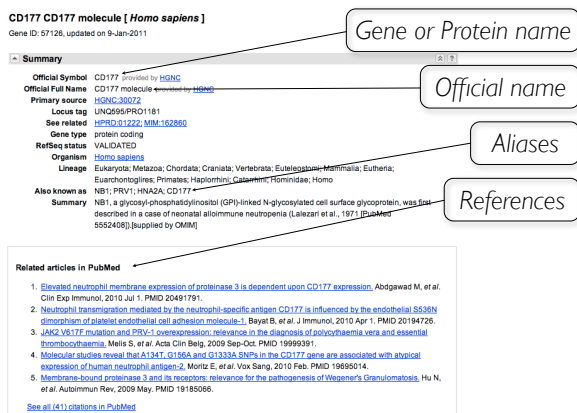 CD177 CD177 molecule [ Homo sapiens ]
Gene ID: 57126, updated on 9-Jan-2011
Gene or Protein name
Summary
?
Official Symbol CD177 provided by HGNC
Official Full Name CD177 molecule provided by HGNC
Official name
Primary source HGNC:30072
Locus tag UNQ595/PRO1181
See related HPRD:01222; MIM:162860
Gene type protein coding
Aliases
RefSeq status VALIDATED
Organism Homo sapiens
Lineage Eukaryota; Metazoa; Chordata; Craniata; Vertebrata; Euteleostomi; Mammalia; Eutheria;
Euarchontoglires; Primates; Haplorrhini; Catarrhini; Hominidae; Homo
Also known as NB1; PRV1; HNA2A; CD177
Summary NB1, a glycosyl-phosphatidylinositol (GPI)-linked N-glycosylated cell surface glycoprotein, was first
described in a case of neonatal alloimmune neutropenia (Lalezari et al., 1971 [PubMed
5552408]).[supplied by OMIM]
References
Related articles in PubMed
1. Elevated neutrophil membrane expression of proteinase 3 is dependent upon CD177 expression. Abdgawad M, et al.
Clin Exp Immunol, 2010 Jul 1. PMID 20491791.
2. Neutrophil transmigration mediated by the neutrophil-specific antigen CD177 is influenced by the endothelial S536N
dimorphism of platelet endothelial cell adhesion molecule-1. Bayat B, et al. J Immunol, 2010 Apr 1. PMID 20194726.
3. JAK2 V617F mutation and PRV-1 overexpression: relevance in the diagnosis of polycythaemia vera and essential
thrombocythaemia. Melis S, et al. Acta Clin Belg, 2009 Sep-Oct. PMID 19999391.
4. Molecular studies reveal that A134T, G156A and G1333A SNPs in the CD177 gene are associated with atypical
expression of human neutrophil antigen-2. Moritz E, et al. Vox Sang, 2010 Feb. PMID 19695014.
5. Membrane-bound proteinase 3 and its receptors: relevance for the pathogenesis of Wegener's Granulomatosis. Hu N,
et al. Autoimmun Rev, 2009 May. PMID 19185066.
See all (41) citations in PubMed